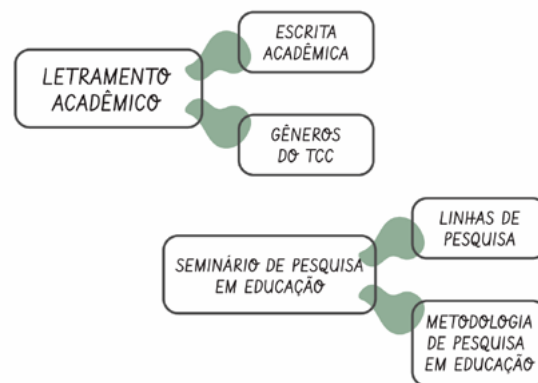 LETRAMENTO
ACADÊMICO
ESCRITA
ACADÊMICA
GÊNEROS
DO TCC
SEMINÁRIO DE PESQUISA
EM EDUCAÇÃO
LINHAS DE
PESQUISA
METODOLOGIA
DE PESQUISA
EM EDUCAÇÃO